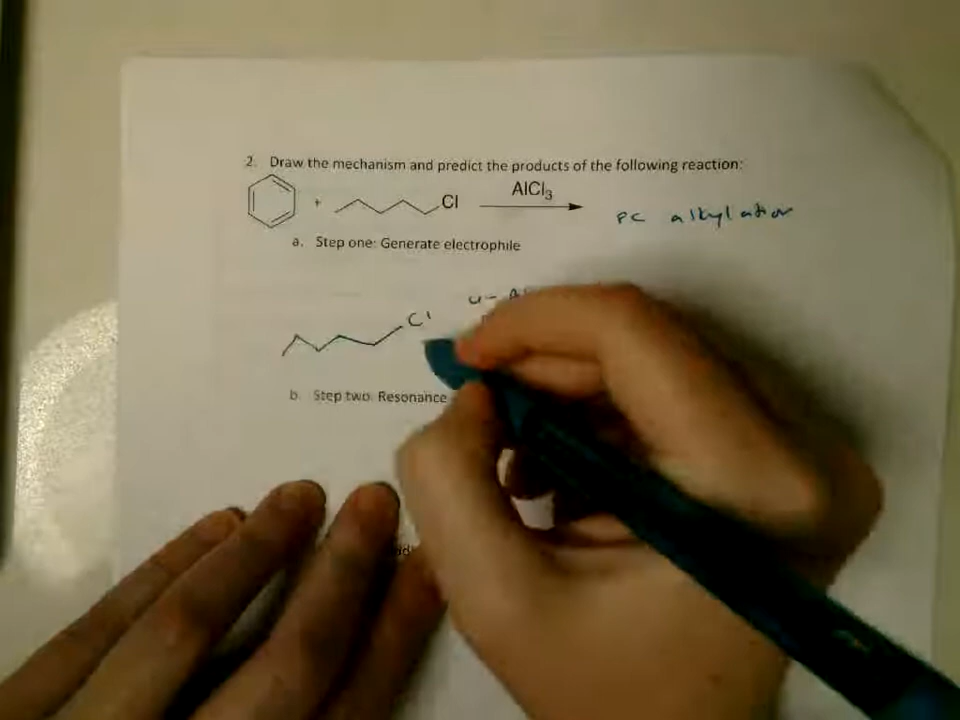 2. Draw the mechanism and predict the products of the following reaction:
Cl AlCl₃
FC alkylation
a. Step one: Generate electrophile
Cl
b. Step two: Resonance